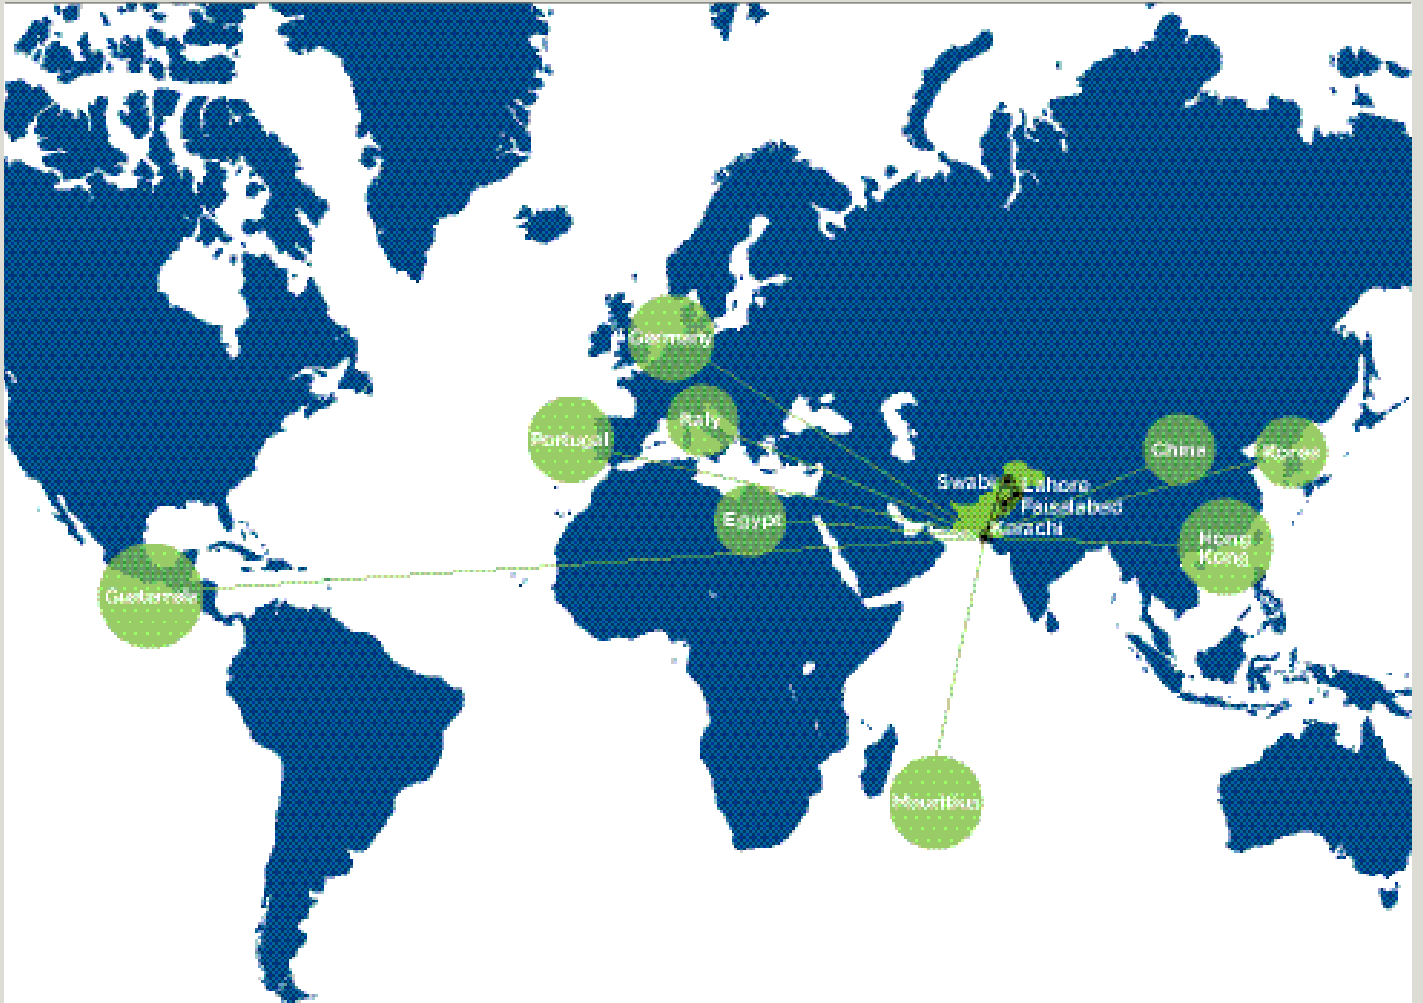 Germany
Italy
Portugal
China
Korea
Swabi
Lahore
Faisalabad
Egypt
Karachi
Hong
Kong
Guatemala
Mauritius